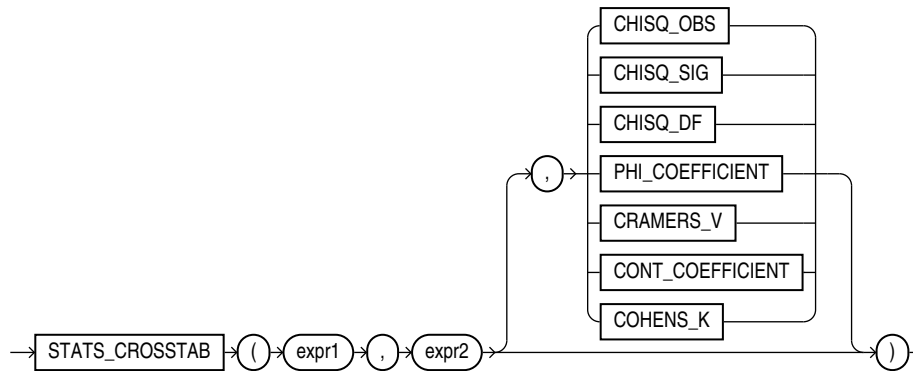 CHISQ_OBS
CHISQ_SIG
CHISQ_DF
, PHI_COEFFICIENT
CRAMERS_V
CONT_COEFFICIENT
COHENS_K
STATS_CROSSTAB ( expr1 , expr2 )